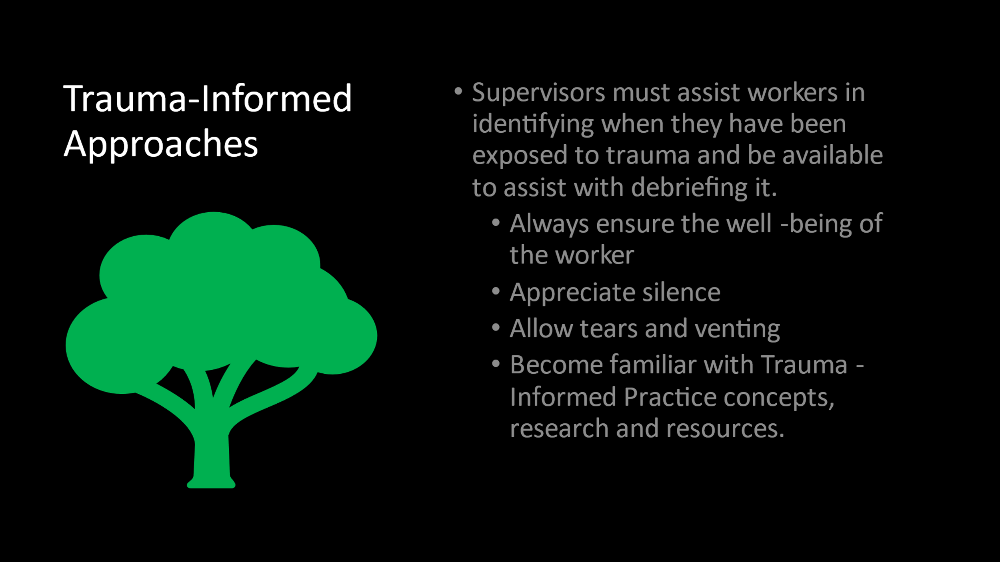 Trauma-Informed
Approaches
• Supervisors must assist workers in
identifying when they have been
exposed to trauma and be available
to assist with debriefing it.
• Always ensure the well -being of
the worker
• Appreciate silence
• Allow tears and venting
• Become familiar with Trauma -
Informed Practice concepts,
research and resources.